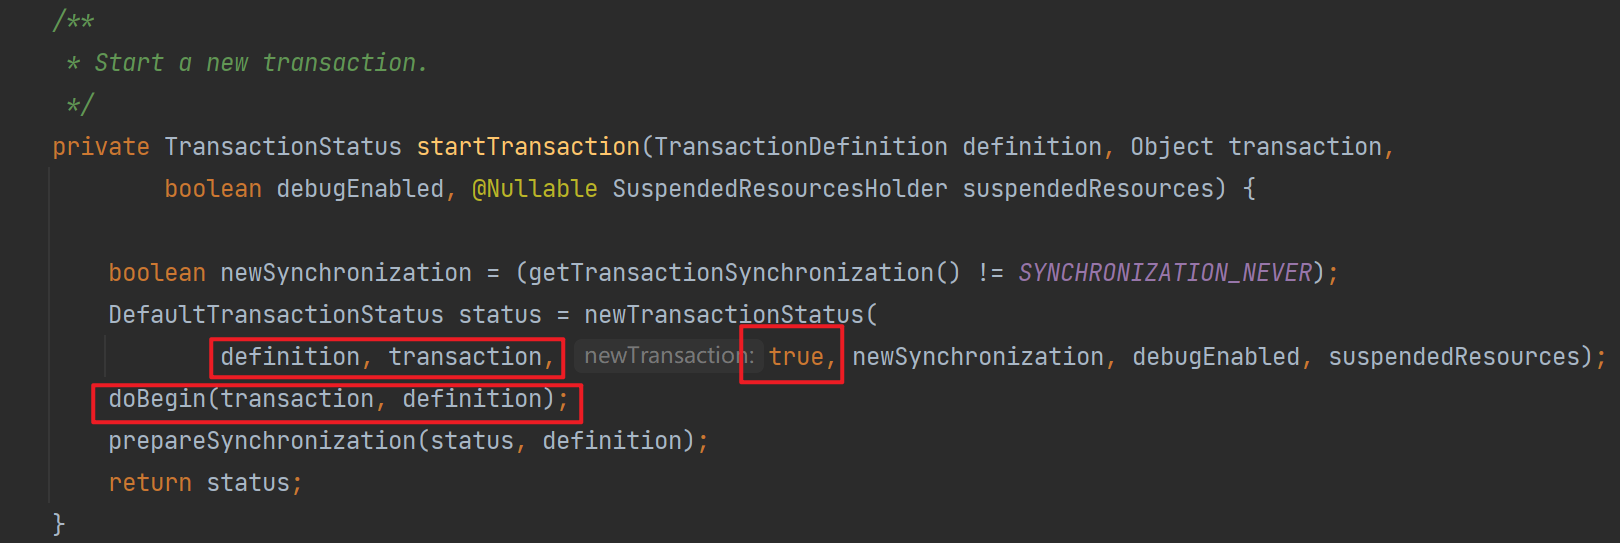 /**
* Start a new transaction.
*/
private TransactionStatus startTransaction(TransactionDefinition definition, Object transaction,
boolean debugEnabled, @Nullable SuspendedResourcesHolder suspendedResources) {
boolean newSynchronization = (getTransactionSynchronization() != SYNCHRONIZATION_NEVER);
DefaultTransactionStatus status = newTransactionStatus(
definition, transaction, newTransaction: true, newSynchronization, debugEnabled, suspendedResources);
doBegin(transaction, definition);
prepareSynchronization(status, definition);
return status;
}